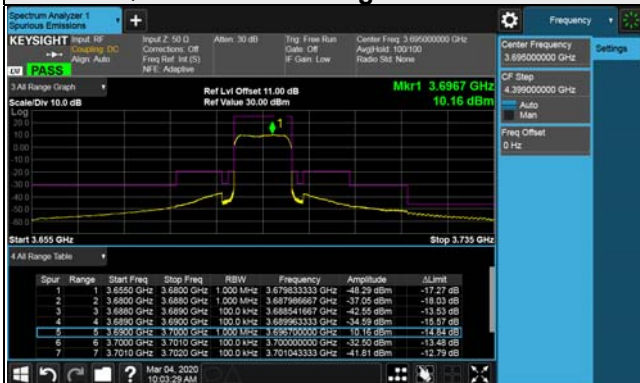 Spectrum Analyzer 1
Spurious Emissions
Frequency
KEYSIGHT Input: RF
Coupling: DC
Align: Auto
Input Z: 50 Ω
Corrections: Off
Freq Ref: Int (S)
NFE: Adaptive
Atten: 30 dB
Trig: Free Run
Gate: Off
IF Gain: Low
Center Freq: 3.695000000 GHz
Avg|Hold: 100/100
Radio Std: None
PASS
Center Frequency
3.695000000 GHz
Settings
CF Step
4.399000000 GHz
Auto
Man
Freq Offset
0 Hz
3 All Range Graph
Scale/Div 10.0 dB
Ref Lvl Offset 11.00 dB
Ref Value 30.00 dBm
Mkr1 3.6967 GHz
10.16 dBm
Log
20.0
10.0
0.00
-10.0
-20.0
-30.0
-40.0
-50.0
-60.0
1
Start 3.655 GHz
Stop 3.735 GHz
4 All Range Table
Spur Range Start Freq Stop Freq RBW Frequency Amplitude ΔLimit
1 1 3.6550 GHz 3.6800 GHz 1.000 MHz 3.679833333 GHz -48.29 dBm -17.27 dB
2 2 3.6800 GHz 3.6880 GHz 1.000 MHz 3.687986667 GHz -37.05 dBm -18.03 dB
3 3 3.6880 GHz 3.6890 GHz 100.0 kHz 3.688541667 GHz -42.55 dBm -13.53 dB
4 4 3.6890 GHz 3.6900 GHz 100.0 kHz 3.689963333 GHz -34.59 dBm -15.57 dB
5 5 3.6900 GHz 3.7000 GHz 1.000 MHz 3.696700000 GHz 10.16 dBm -14.84 dB
6 6 3.7000 GHz 3.7010 GHz 100.0 kHz 3.700000000 GHz -32.50 dBm -13.48 dB
7 7 3.7010 GHz 3.7020 GHz 100.0 kHz 3.701043333 GHz -41.81 dBm -12.79 dB
Mar 04, 2020
10:03:29 AM